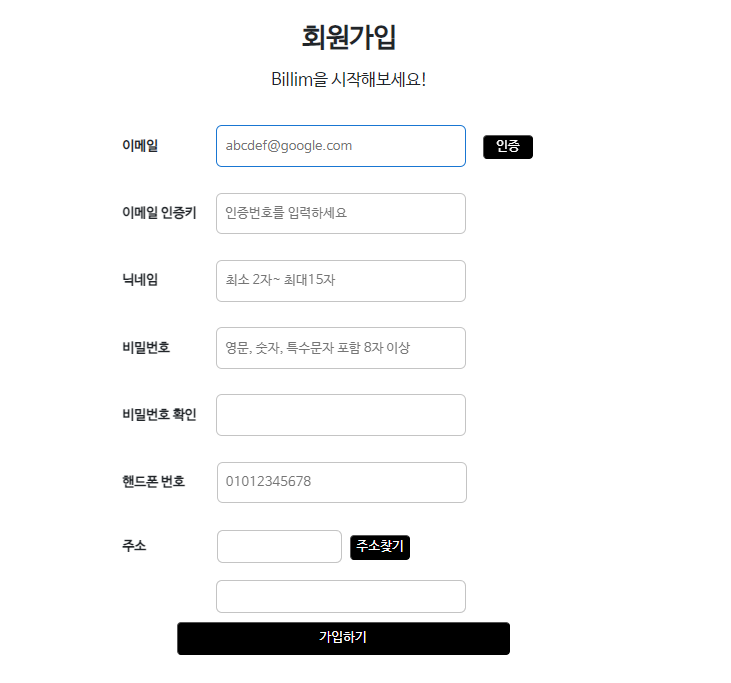 회원가입
Billim을 시작해보세요!
이메일 abcdef@google.com 인증
이메일 인증키 인증번호를 입력하세요
닉네임 최소 2자~ 최대15자
비밀번호 영문, 숫자, 특수문자 포함 8자 이상
비밀번호 확인
핸드폰 번호 01012345678
주소 주소찾기
가입하기